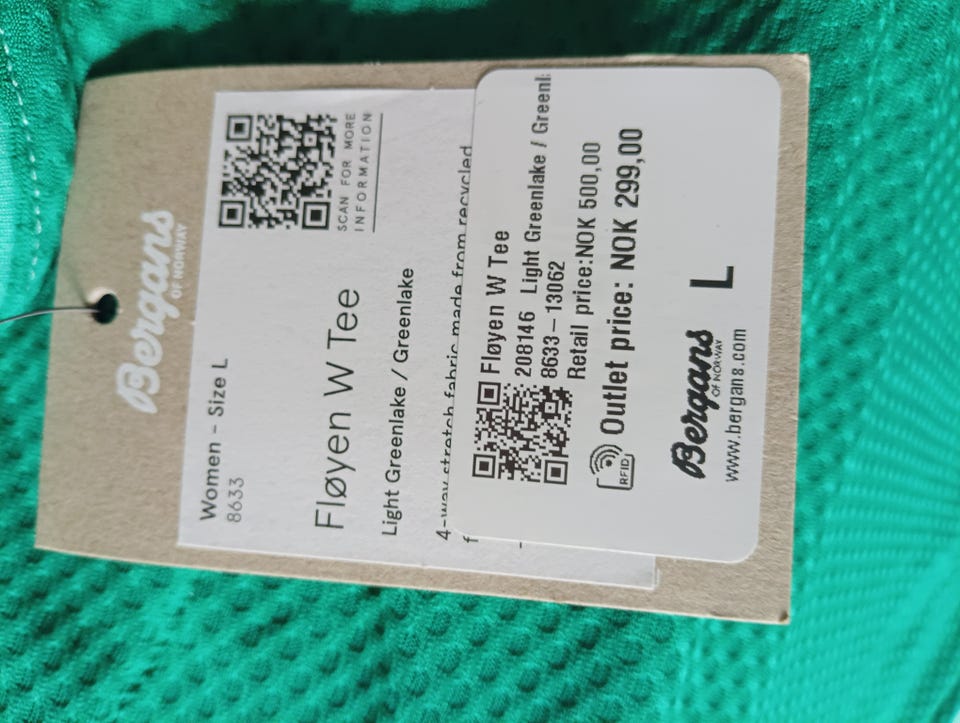 Bergans
OF NORWAY
Women - Size L
8633
SCAN FOR MORE
INFORMATION
Fløyen W Tee
Light Greenlake / Greenlake
4-way stretch fabric made from recycled
f
Fløyen W Tee
208146 Light Greenlake / Greenl
8633-13062
Retail price:NOK 500,00
RFID
Outlet price: NOK 299,00
Bergans
OF NORWAY
L
www.bergans.com